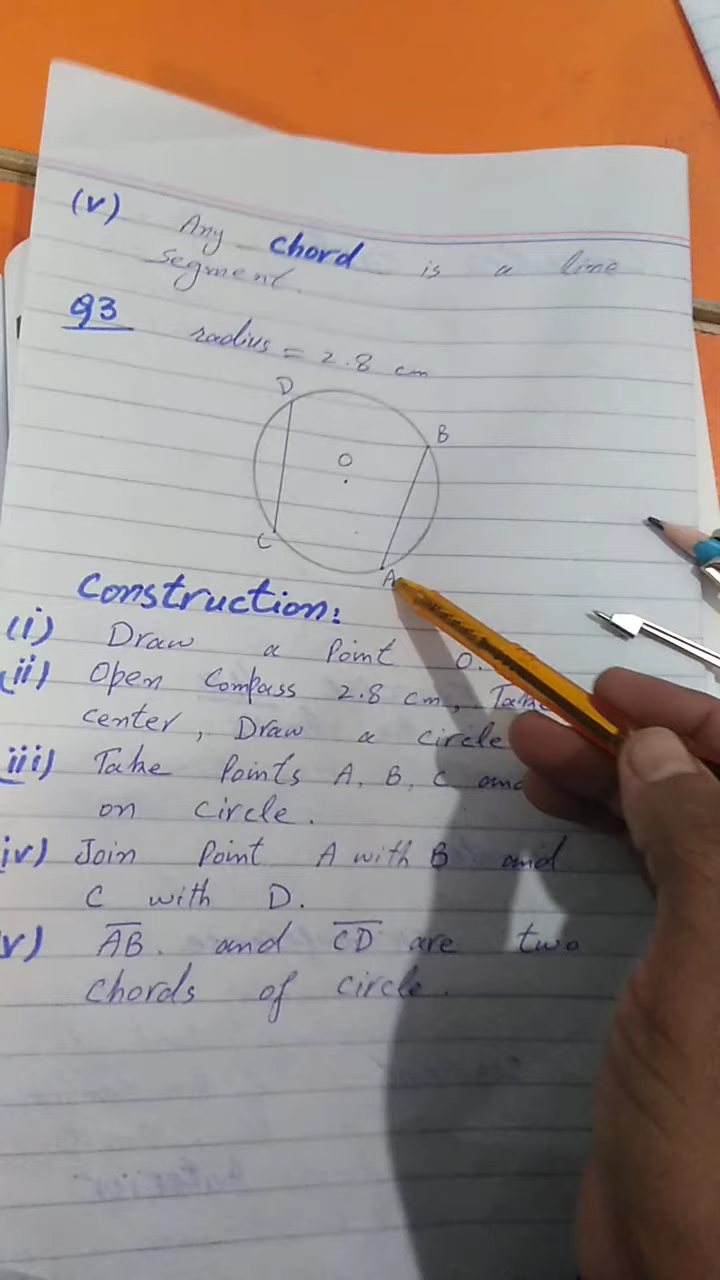 (v) Any chord is a line
segment.
Q3 radius = 2.8 cm
D
B
O
C
A
Construction:
(i) Draw a Point O.
(ii) Open Compass 2.8 cm, Take
center, Draw a circle
(iii) Take Points A, B, C and
on circle.
iv) Join Point A with B and
C with D.
v) AB. and CD are two
Chords of circle.